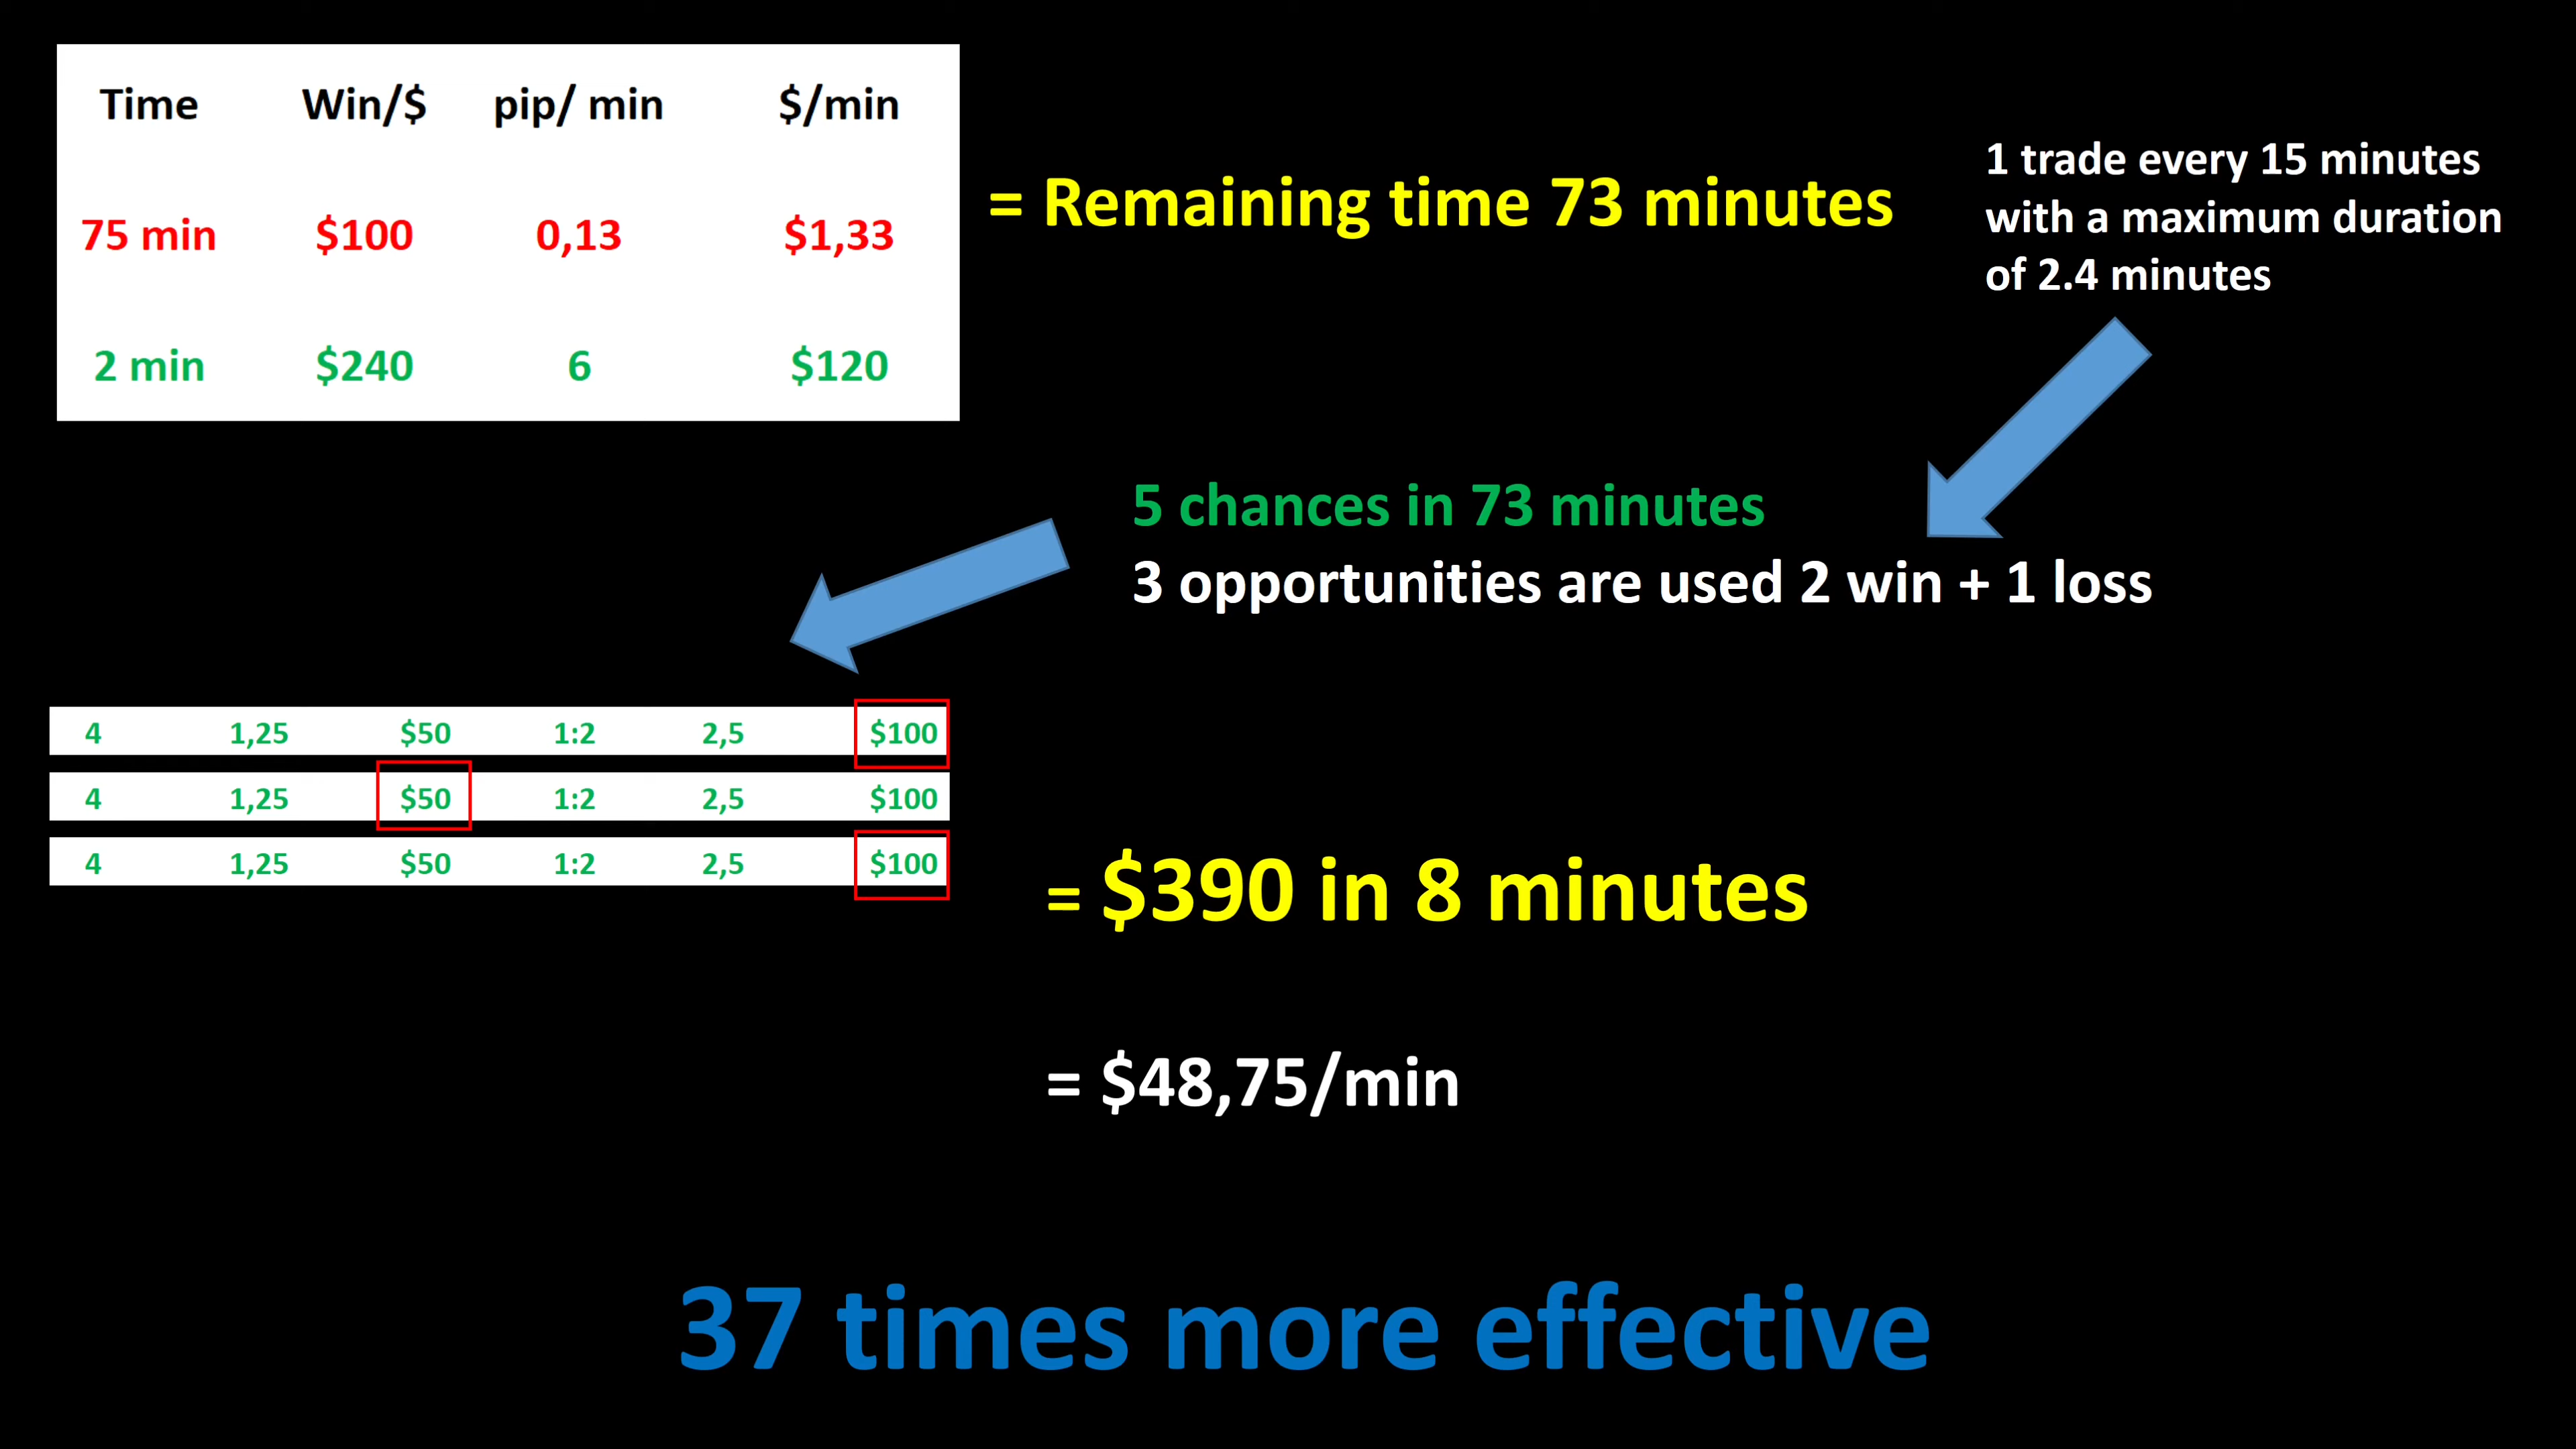 Time Win/$ pip/ min $/min
75 min $100 0,13 $1,33
2 min $240 6 $120
= Remaining time 73 minutes
1 trade every 15 minutes
with a maximum duration
of 2.4 minutes
5 chances in 73 minutes
3 opportunities are used 2 win + 1 loss
4 1,25 $50 1:2 2,5 $100
4 1,25 $50 1:2 2,5 $100
4 1,25 $50 1:2 2,5 $100
= $390 in 8 minutes
= $48,75/min
37 times more effective